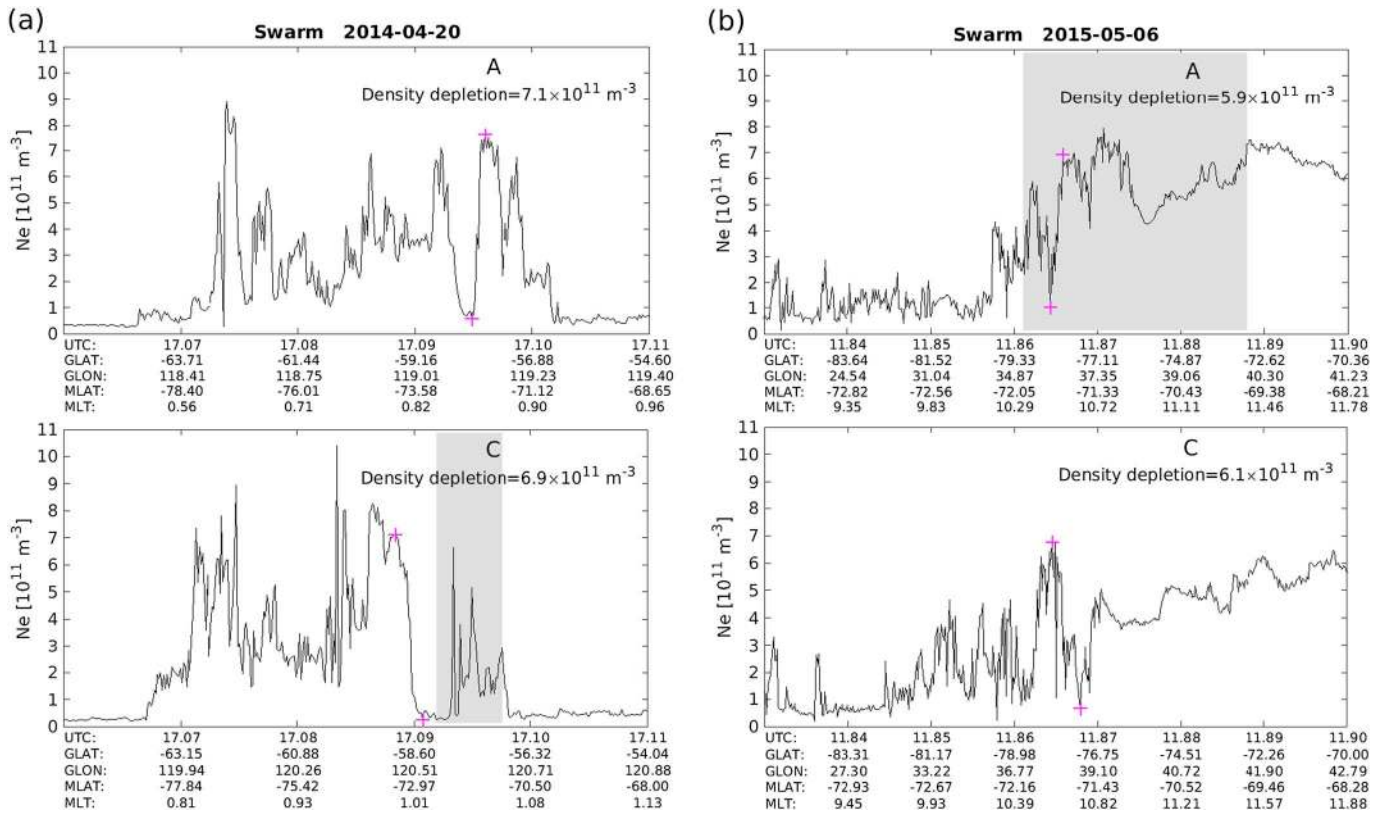 (a)
Swarm 2014-04-20
A
Density depletion=7.1×10¹¹ m⁻³
Ne [10¹¹ m⁻³]
11
10
9
8
7
6
5
4
3
2
1
0
UTC: 17.07 17.08 17.09 17.10 17.11
GLAT: -63.71 -61.44 -59.16 -56.88 -54.60
GLON: 118.41 118.75 119.01 119.23 119.40
MLAT: -78.40 -76.01 -73.58 -71.12 -68.65
MLT: 0.56 0.71 0.82 0.90 0.96
C
Density depletion=6.9×10¹¹ m⁻³
Ne [10¹¹ m⁻³]
11
10
9
8
7
6
5
4
3
2
1
0
UTC: 17.07 17.08 17.09 17.10 17.11
GLAT: -63.15 -60.88 -58.60 -56.32 -54.04
GLON: 119.94 120.26 120.51 120.71 120.88
MLAT: -77.84 -75.42 -72.97 -70.50 -68.00
MLT: 0.81 0.93 1.01 1.08 1.13
(b)
Swarm 2015-05-06
A
Density depletion=5.9×10¹¹ m⁻³
Ne [10¹¹ m⁻³]
11
10
9
8
7
6
5
4
3
2
1
0
UTC: 11.84 11.85 11.86 11.87 11.88 11.89 11.90
GLAT: -83.64 -81.52 -79.33 -77.11 -74.87 -72.62 -70.36
GLON: 24.54 31.04 34.87 37.35 39.06 40.30 41.23
MLAT: -72.82 -72.56 -72.05 -71.33 -70.43 -69.38 -68.21
MLT: 9.35 9.83 10.29 10.72 11.11 11.46 11.78
C
Density depletion=6.1×10¹¹ m⁻³
Ne [10¹¹ m⁻³]
11
10
9
8
7
6
5
4
3
2
1
0
UTC: 11.84 11.85 11.86 11.87 11.88 11.89 11.90
GLAT: -83.31 -81.17 -78.98 -76.75 -74.51 -72.26 -70.00
GLON: 27.30 33.22 36.77 39.10 40.72 41.90 42.79
MLAT: -72.93 -72.67 -72.16 -71.43 -70.52 -69.46 -68.28
MLT: 9.45 9.93 10.39 10.82 11.21 11.57 11.88